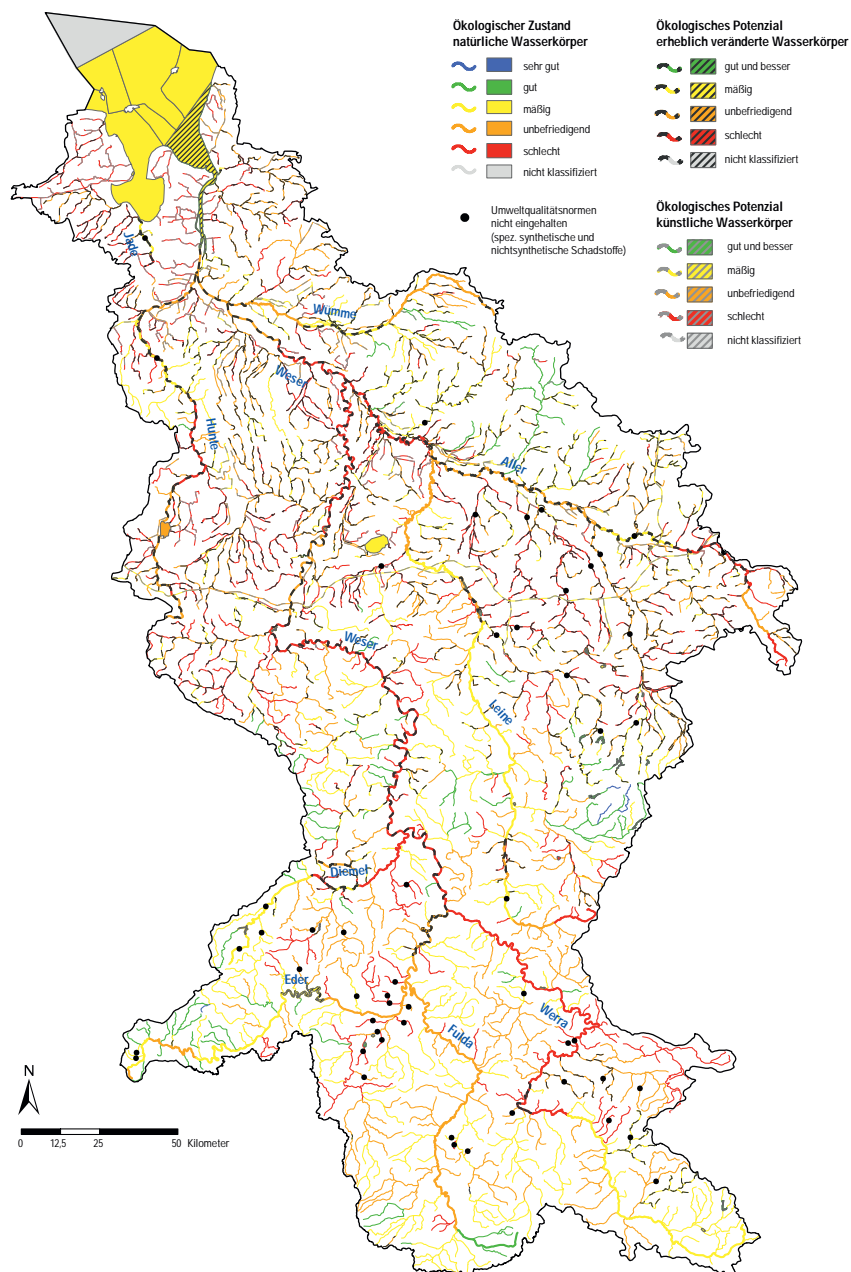 Ökologischer Zustand
natürliche Wasserkörper
sehr gut
gut
mäßig
unbefriedigend
schlecht
nicht klassifiziert
Umweltqualitätsnormen
nicht eingehalten
(spez. synthetische und
nichtsynthetische Schadstoffe)
Ökologisches Potenzial
erheblich veränderte Wasserkörper
gut und besser
mäßig
unbefriedigend
schlecht
nicht klassifiziert
Ökologisches Potenzial
künstliche Wasserkörper
gut und besser
mäßig
unbefriedigend
schlecht
nicht klassifiziert
Jade
Wümme
Weser
Hunte
Aller
Weser
Leine
Diemel
Eder
Werra
Fulda
N
0 12,5 25 50 Kilometer